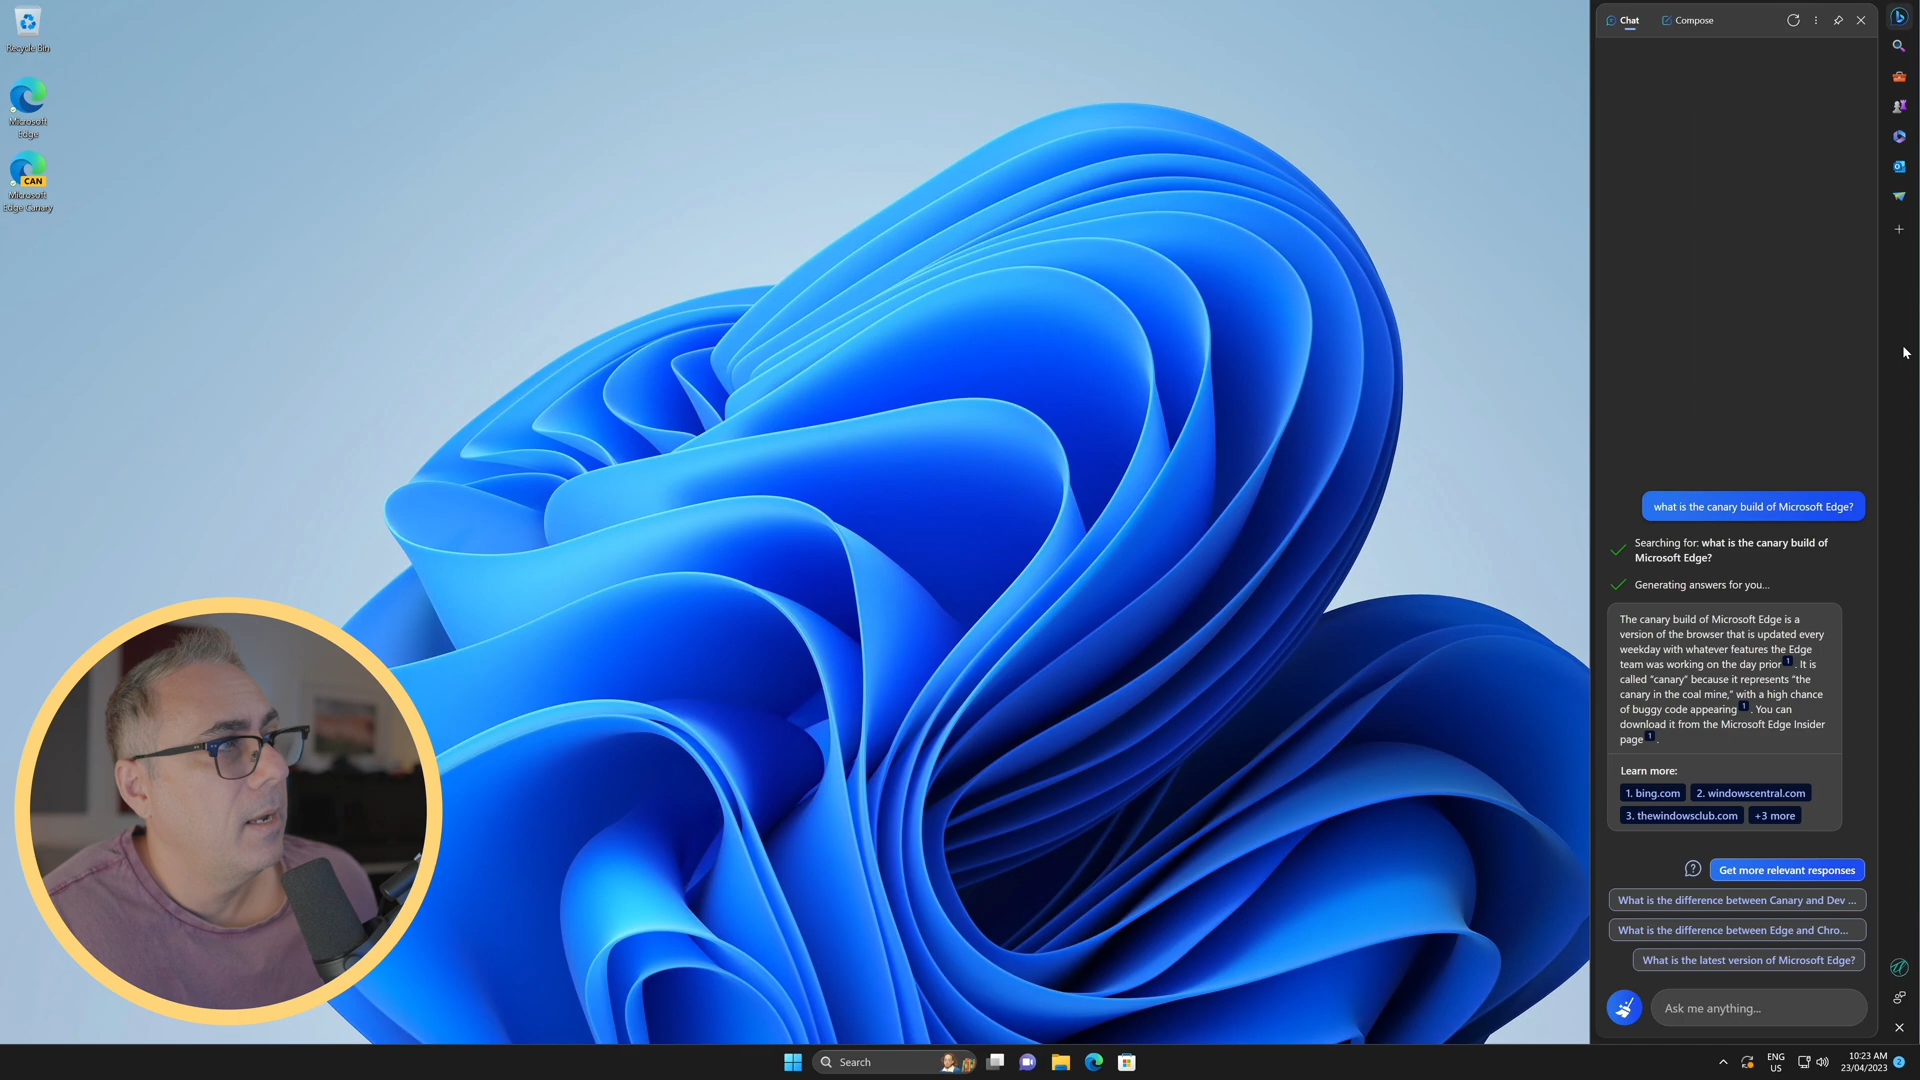 Recycle Bin
Microsoft
Edge
CAN
Microsoft
Edge Canary
Chat
Compose
what is the canary build of Microsoft Edge?
Searching for: what is the canary build of
Microsoft Edge?
Generating answers for you...
The canary build of Microsoft Edge is a
version of the browser that is updated every
weekday with whatever features the Edge
team was working on the day prior 1 . It is
called "canary" because it represents "the
canary in the coal mine," with a high chance
of buggy code appearing 1 . You can
download it from the Microsoft Edge Insider
page 1 .
Learn more:
1. bing.com 2. windowscentral.com
3. thewindowsclub.com +3 more
Get more relevant responses
What is the difference between Canary and Dev ...
What is the difference between Edge and Chro...
What is the latest version of Microsoft Edge?
Ask me anything...
Search
ENG
US
10:23 AM
23/04/2023
2